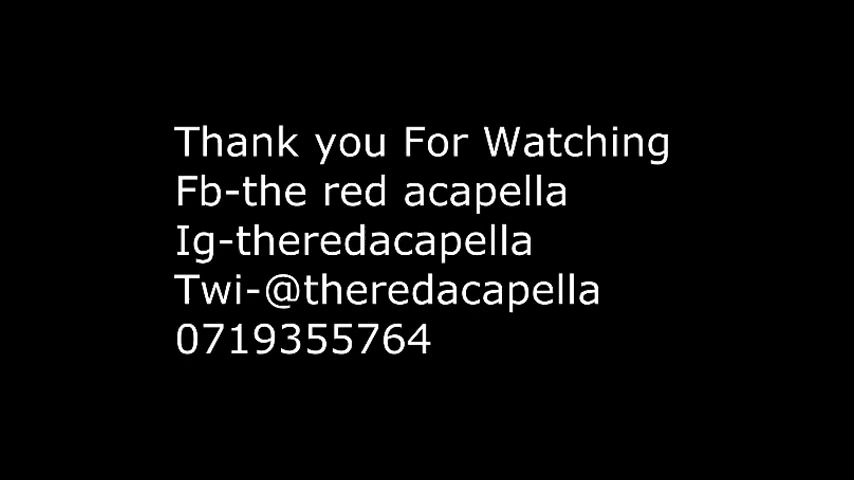 Thank you For Watching
Fb-the red acapella
Ig-theredacapella
Twi-@theredacapella
0719355764